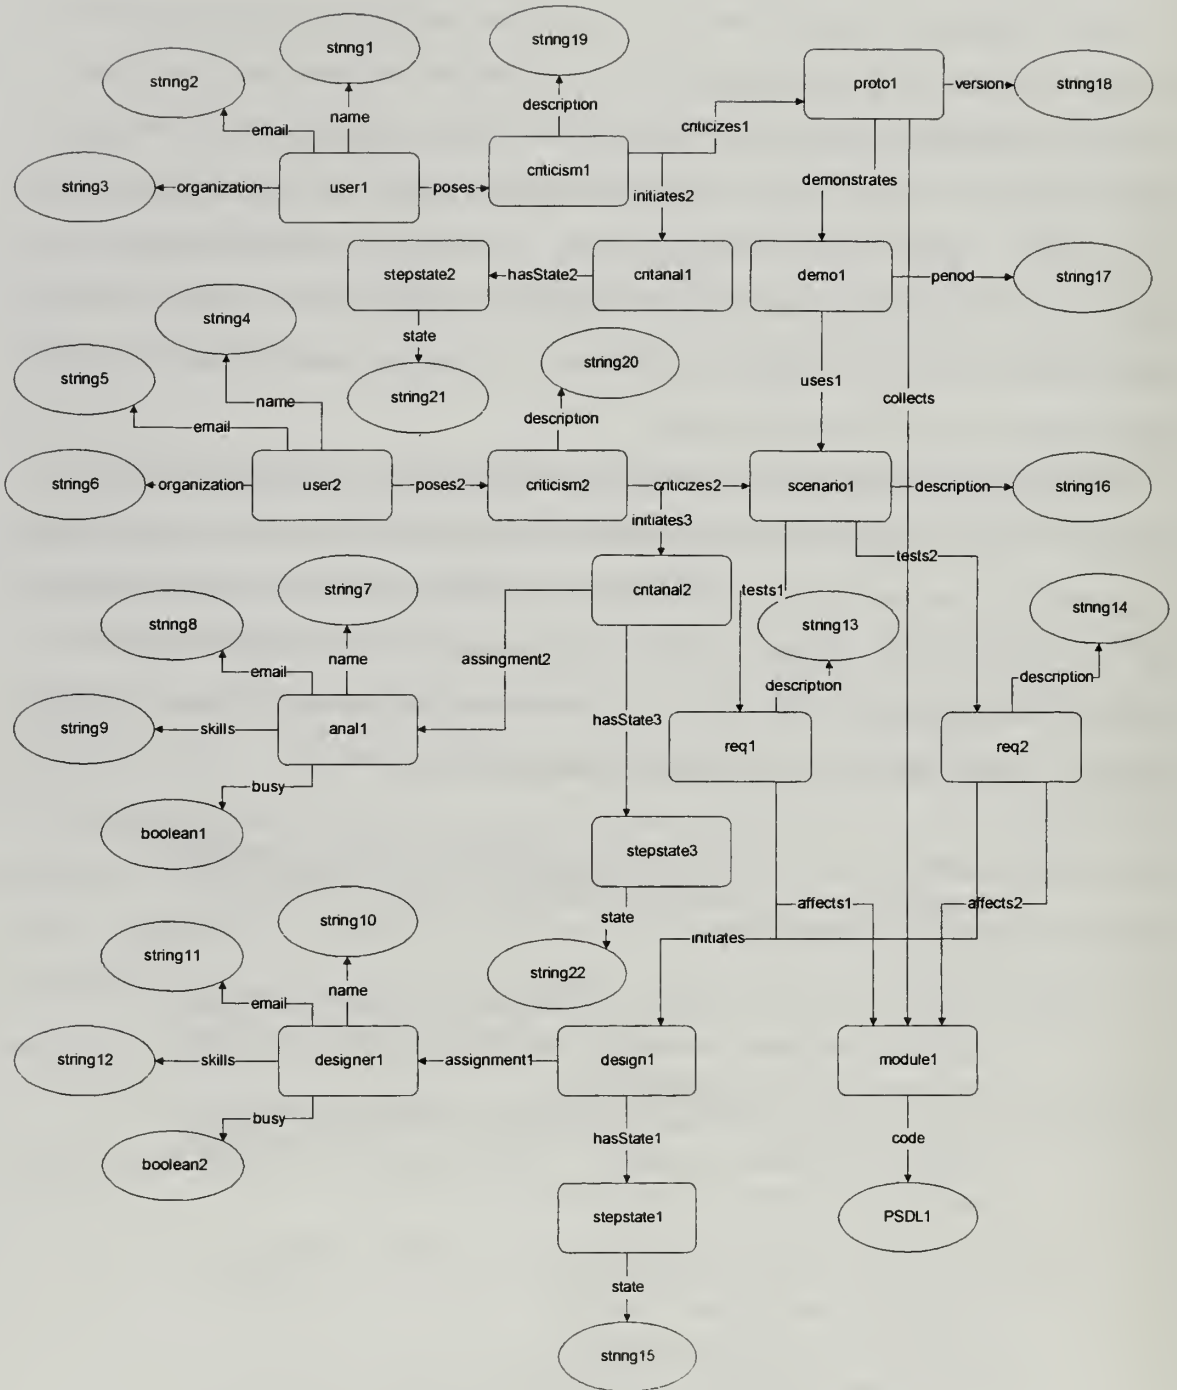 string1
string19
string2
proto1
version
string18
description
name
email
criticizes1
string3
organization
user1
poses
criticism1
demonstrates
initiates2
stepstate2
hasState2
critanal1
demo1
period
string17
string4
state
string20
string5
string21
uses1
collects
name
description
email
string6
organization
user2
poses2
criticism2
criticizes2
scenario1
description
string16
initiates3
tests2
string7
critanal2
tests1
string8
string13
string14
name
assingment2
email
description
description
string9
skills
anal1
hasState3
req1
req2
busy
boolean1
stepstate3
string10
affects1
affects2
state
initiates
string11
string22
name
email
string12
skills
designer1
assignment1
design1
module1
busy
hasState1
code
boolean2
stepstate1
PSDL1
state
string15